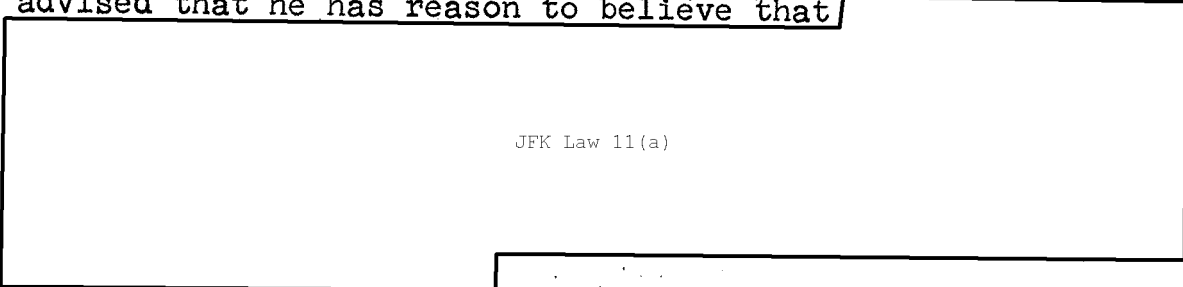 advised that he has reason to believe that
JFK Law 11(a)